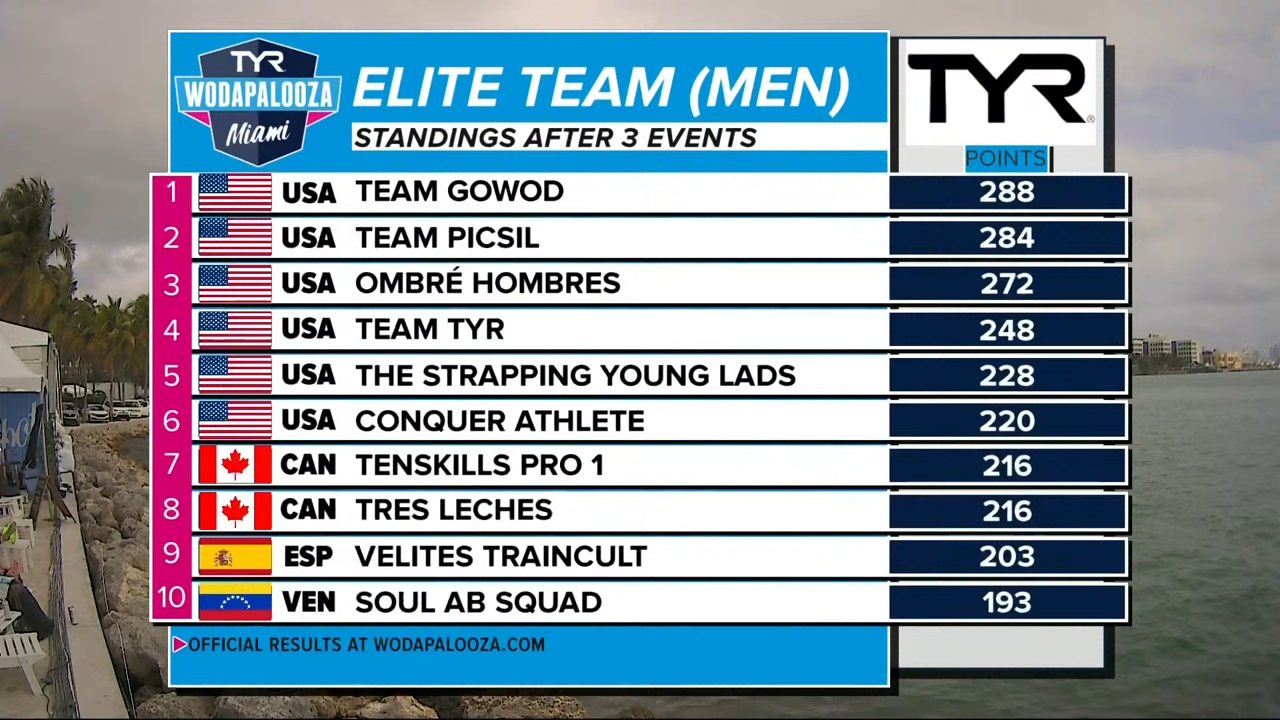 TYR
WODAPALOOZA
Miami
ELITE TEAM (MEN)
STANDINGS AFTER 3 EVENTS
TYR®
POINTS
1 USA TEAM GOWOD 288
2 USA TEAM PICSIL 284
3 USA OMBRÉ HOMBRES 272
4 USA TEAM TYR 248
5 USA THE STRAPPING YOUNG LADS 228
6 USA CONQUER ATHLETE 220
7 CAN TENSKILLS PRO 1 216
8 CAN TRES LECHES 216
9 ESP VELITES TRAINCULT 203
10 VEN SOUL AB SQUAD 193
OFFICIAL RESULTS AT WODAPALOOZA.COM